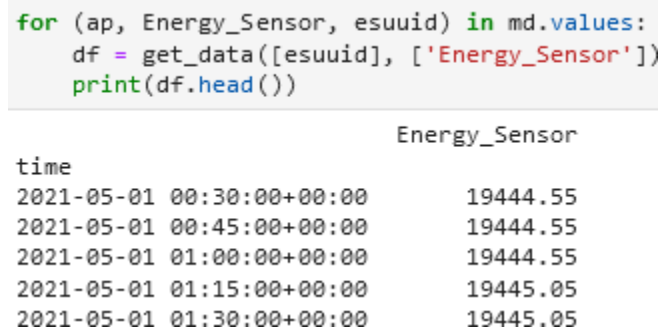 for (ap, Energy_Sensor, esuuid) in md.values:
df = get_data([esuuid], ['Energy_Sensor'])
print(df.head())
Energy_Sensor
time
2021-05-01 00:30:00+00:00 19444.55
2021-05-01 00:45:00+00:00 19444.55
2021-05-01 01:00:00+00:00 19444.55
2021-05-01 01:15:00+00:00 19445.05
2021-05-01 01:30:00+00:00 19445.05